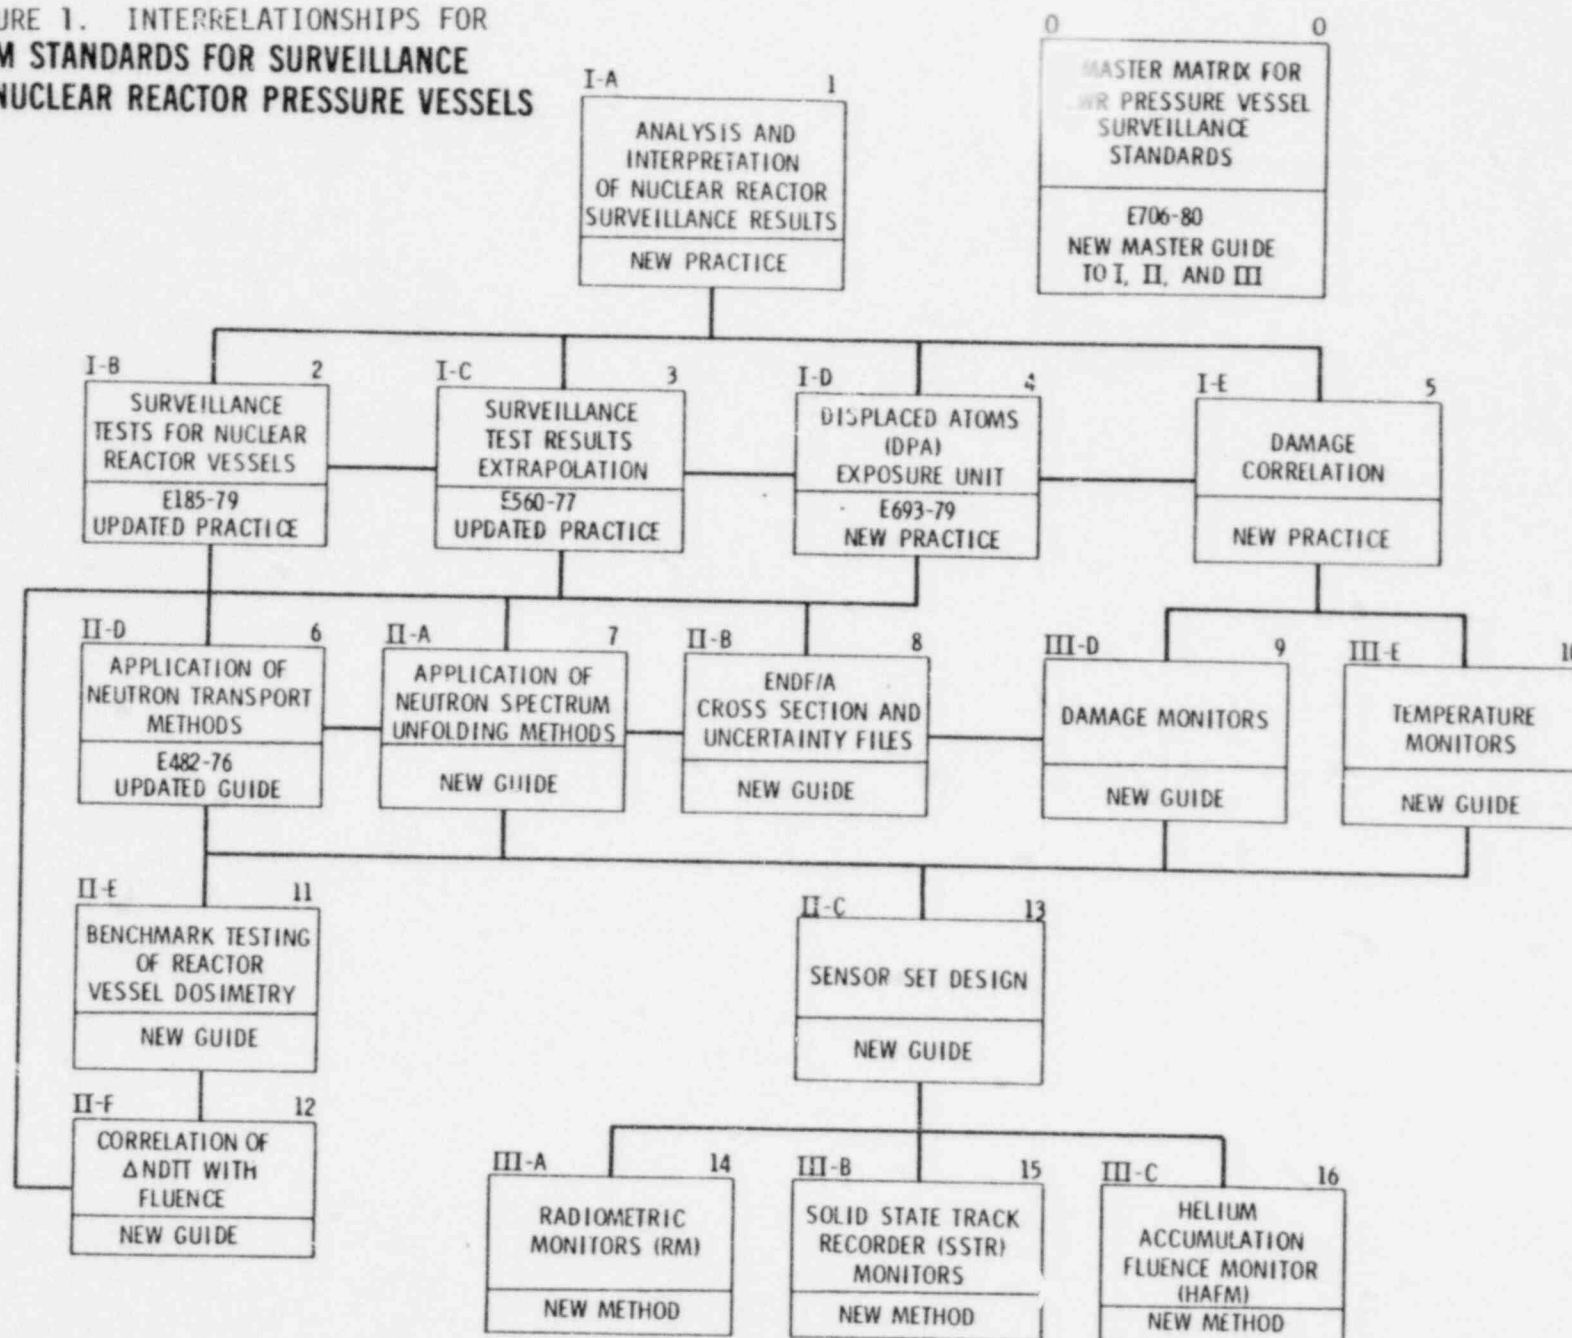 URE 1. INTERRELATIONSHIPS FOR
M STANDARDS FOR SURVEILLANCE
NUCLEAR REACTOR PRESSURE VESSELS
0 0
MASTER MATRIX FOR
WR PRESSURE VESSEL
SURVEILLANCE
STANDARDS
E706-80
NEW MASTER GUIDE
TO I, II, AND III
I-A 1
ANALYSIS AND
INTERPRETATION
OF NUCLEAR REACTOR
SURVEILLANCE RESULTS
NEW PRACTICE
I-B 2
SURVEILLANCE
TESTS FOR NUCLEAR
REACTOR VESSELS
E185-79
UPDATED PRACTICE
I-C 3
SURVEILLANCE
TEST RESULTS
EXTRAPOLATION
E560-77
UPDATED PRACTICE
I-D 4
DISPLACED ATOMS
(DPA)
EXPOSURE UNIT
E693-79
NEW PRACTICE
I-E 5
DAMAGE
CORRELATION
NEW PRACTICE
II-D 6
APPLICATION OF
NEUTRON TRANSPORT
METHODS
E482-76
UPDATED GUIDE
II-A 7
APPLICATION OF
NEUTRON SPECTRUM
UNFOLDING METHODS
NEW GUIDE
II-B 8
ENDF/A
CROSS SECTION AND
UNCERTAINTY FILES
NEW GUIDE
III-D 9
DAMAGE MONITORS
NEW GUIDE
III-E 10
TEMPERATURE
MONITORS
NEW GUIDE
II-E 11
BENCHMARK TESTING
OF REACTOR
VESSEL DOSIMETRY
NEW GUIDE
II-F 12
CORRELATION OF
ΔNDTT WITH
FLUENCE
NEW GUIDE
II-C 13
SENSOR SET DESIGN
NEW GUIDE
III-A 14
RADIOMETRIC
MONITORS (RM)
NEW METHOD
III-B 15
SOLID STATE TRACK
RECORDER (SSTR)
MONITORS
NEW METHOD
III-C 16
HELIUM
ACCUMULATION
FLUENCE MONITOR
(HAFM)
NEW METHOD